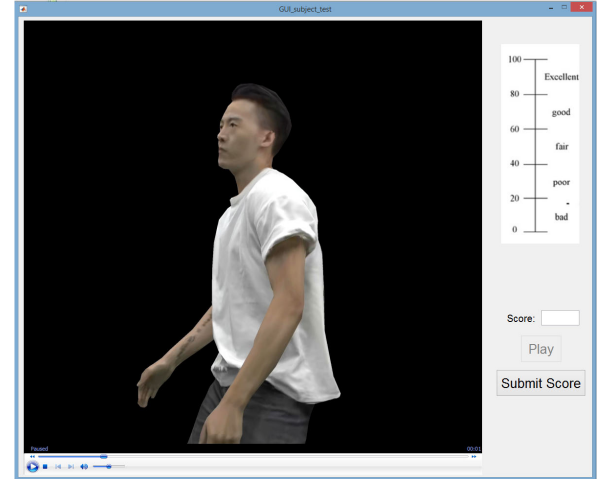 GUI_subject_test
100
Excellent
80
good
60
fair
40
poor
20
bad
0
Score:
Play
Submit Score
Paused
00:01